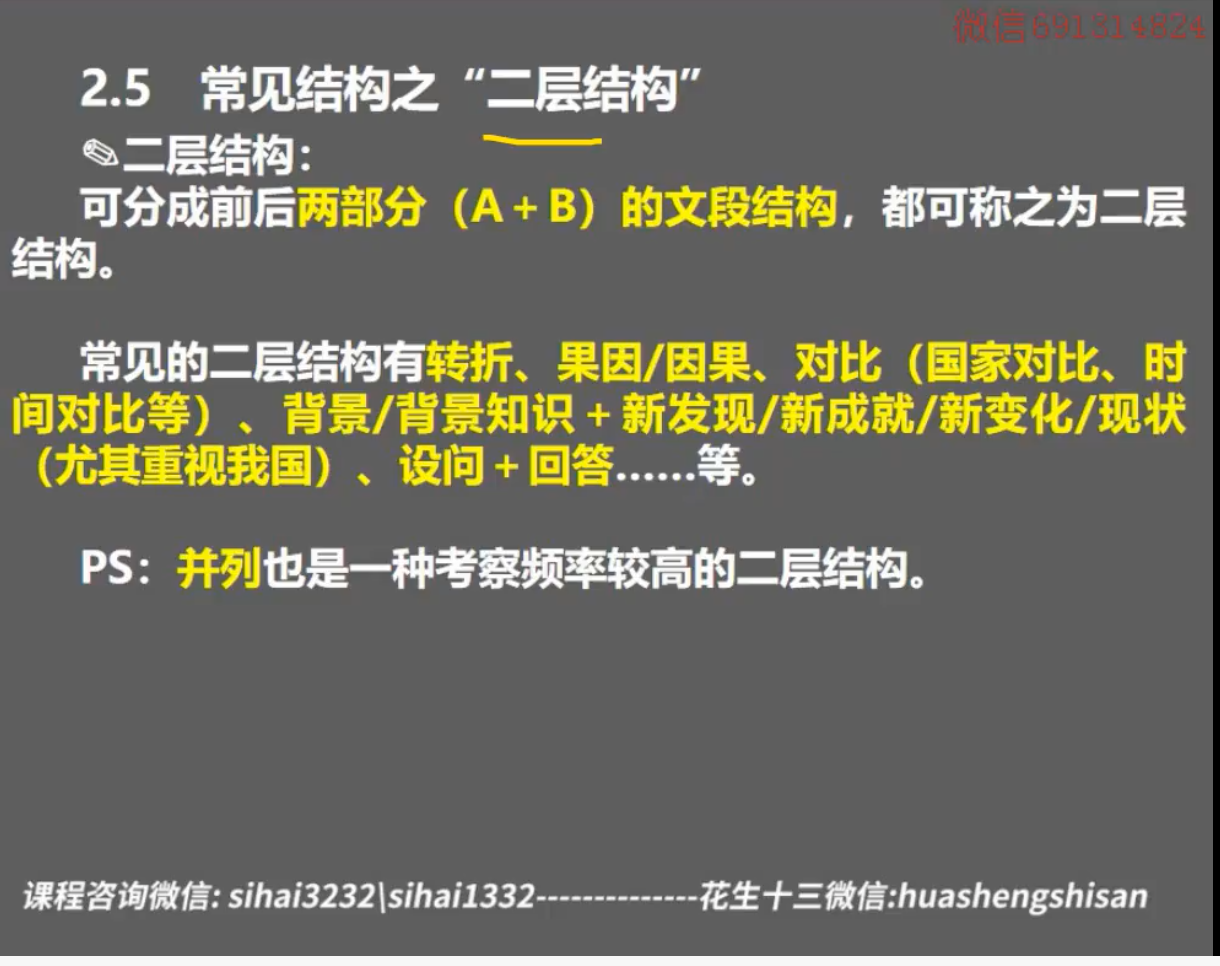 微信691314824
2.5 常见结构之“二层结构”
✎二层结构：
可分成前后两部分（A+B）的文段结构，都可称之为二层
结构。
常见的二层结构有转折、果因/因果、对比（国家对比、时
间对比等）、背景/背景知识+新发现/新成就/新变化/现状
（尤其重视我国）、设问+回答……等。
PS：并列也是一种考察频率较高的二层结构。
课程咨询微信: sihai3232\sihai1332--------------花生十三微信:huashengshisan